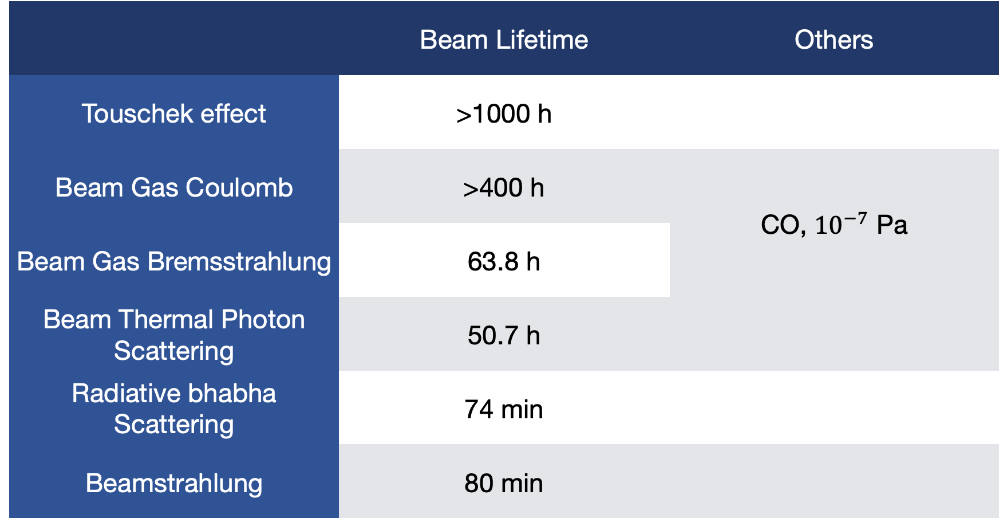 Beam Lifetime Others
Touschek effect >1000 h
Beam Gas Coulomb >400 h
CO, 10⁻⁷ Pa
Beam Gas Bremsstrahlung 63.8 h
Beam Thermal Photon
Scattering
50.7 h
Radiative bhabha
Scattering
74 min
Beamstrahlung 80 min